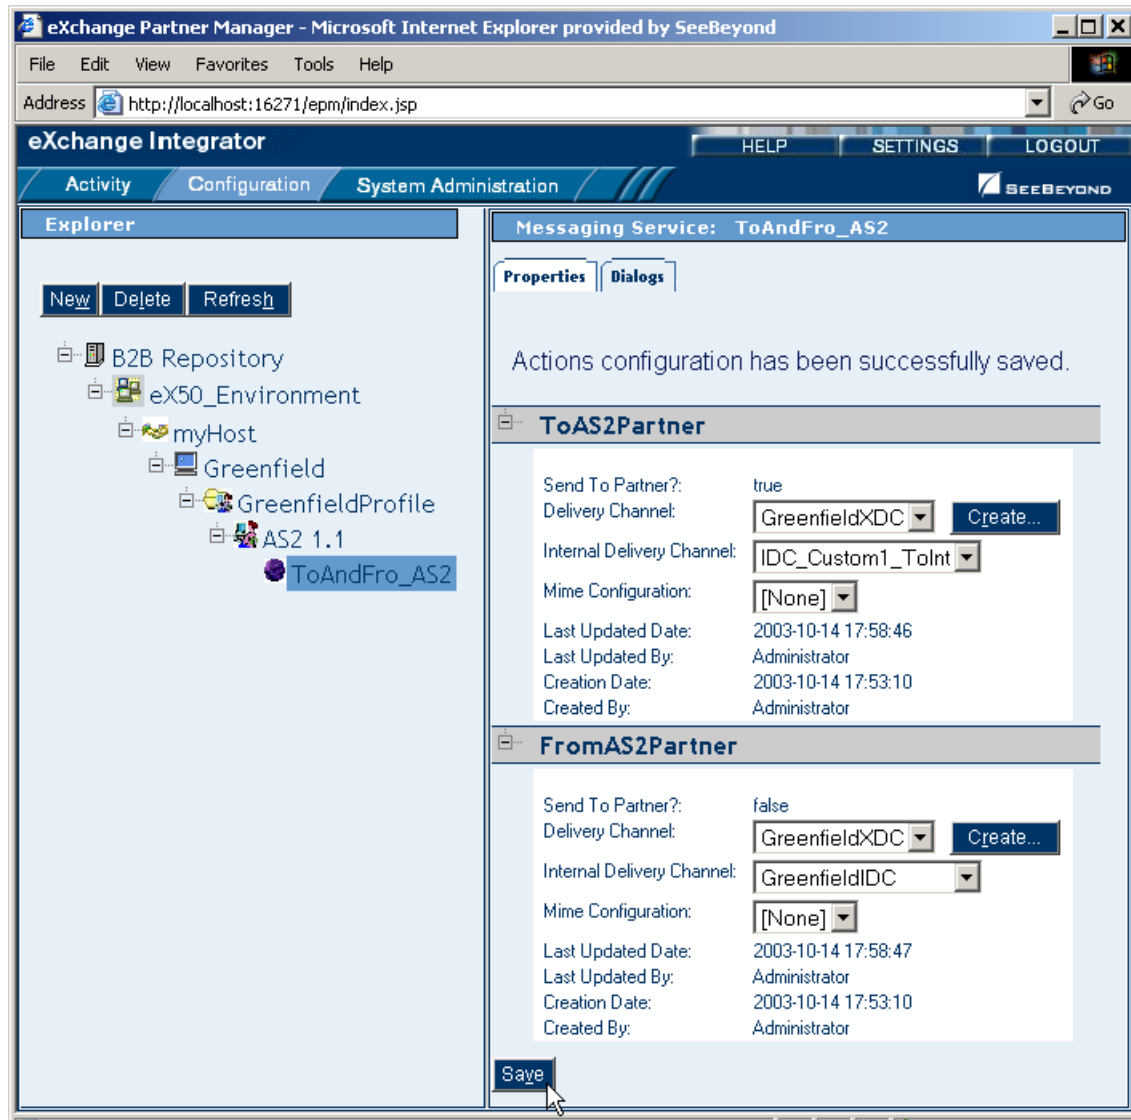 eXchange Partner Manager - Microsoft Internet Explorer provided by SeeBeyond
File Edit View Favorites Tools Help
Address http://localhost:16271/epm/index.jsp Go
eXchange Integrator
HELP SETTINGS LOGOUT
Activity Configuration System Administration SEEBEYOND
Explorer
New Delete Refresh
B2B Repository
eX50_Environment
myHost
Greenfield
GreenfieldProfile
AS2 1.1
ToAndFro_AS2
Messaging Service: ToAndFro_AS2
Properties Dialogs
Actions configuration has been successfully saved.
ToAS2Partner
Send To Partner?: true
Delivery Channel: GreenfieldXDC Create...
Internal Delivery Channel: IDC_Custom1_ToInt
Mime Configuration: [None]
Last Updated Date: 2003-10-14 17:58:46
Last Updated By: Administrator
Creation Date: 2003-10-14 17:53:10
Created By: Administrator
FromAS2Partner
Send To Partner?: false
Delivery Channel: GreenfieldXDC Create...
Internal Delivery Channel: GreenfieldIDC
Mime Configuration: [None]
Last Updated Date: 2003-10-14 17:58:47
Last Updated By: Administrator
Creation Date: 2003-10-14 17:53:10
Created By: Administrator
Save